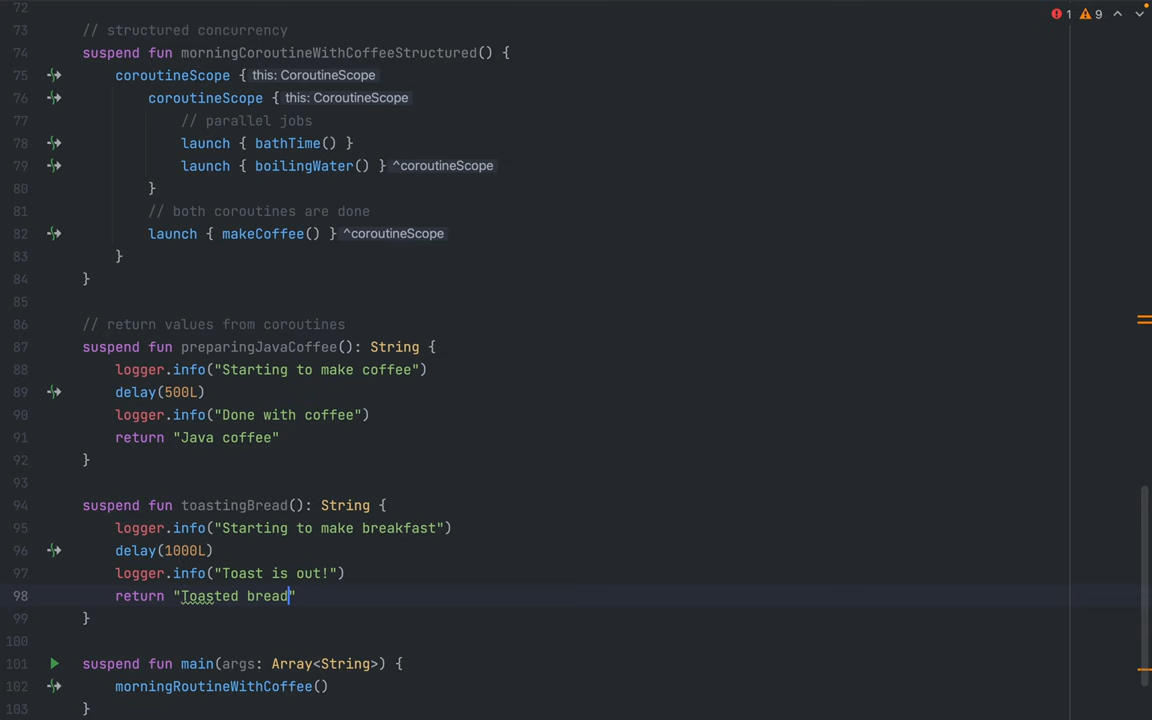 1 9
72
73 // structured concurrency
74 suspend fun morningCoroutineWithCoffeeStructured() {
75 coroutineScope { this: CoroutineScope
76 coroutineScope { this: CoroutineScope
77 // parallel jobs
78 launch { bathTime() }
79 launch { boilingWater() } ^coroutineScope
80 }
81 // both coroutines are done
82 launch { makeCoffee() } ^coroutineScope
83 }
84 }
85
86 // return values from coroutines
87 suspend fun preparingJavaCoffee(): String {
88 logger.info("Starting to make coffee")
89 delay(500L)
90 logger.info("Done with coffee")
91 return "Java coffee"
92 }
93
94 suspend fun toastingBread(): String {
95 logger.info("Starting to make breakfast")
96 delay(1000L)
97 logger.info("Toast is out!")
98 return "Toasted bread"
99 }
100
101 suspend fun main(args: Array<String>) {
102 morningRoutineWithCoffee()
103 }